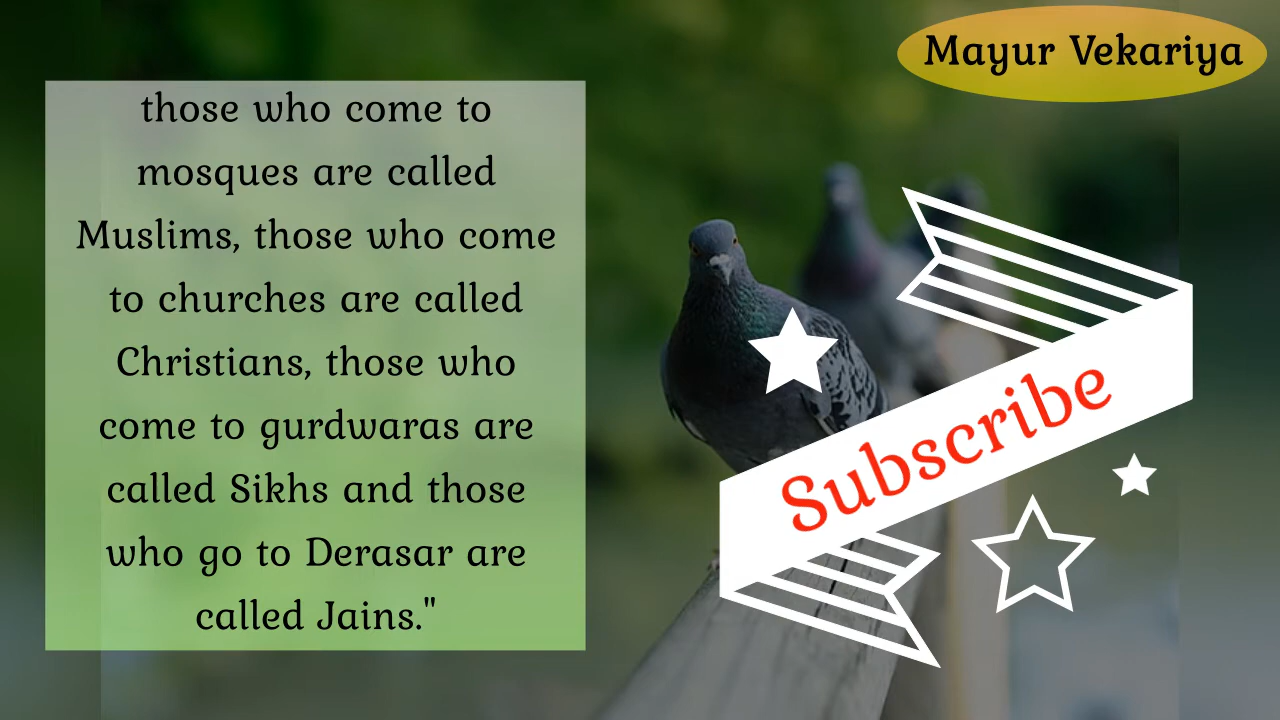 Mayur Vekariya
those who come to
mosques are called
Muslims, those who come
to churches are called
Christians, those who
come to gurdwaras are
called Sikhs and those
who go to Derasar are
called Jains."
Subscribe